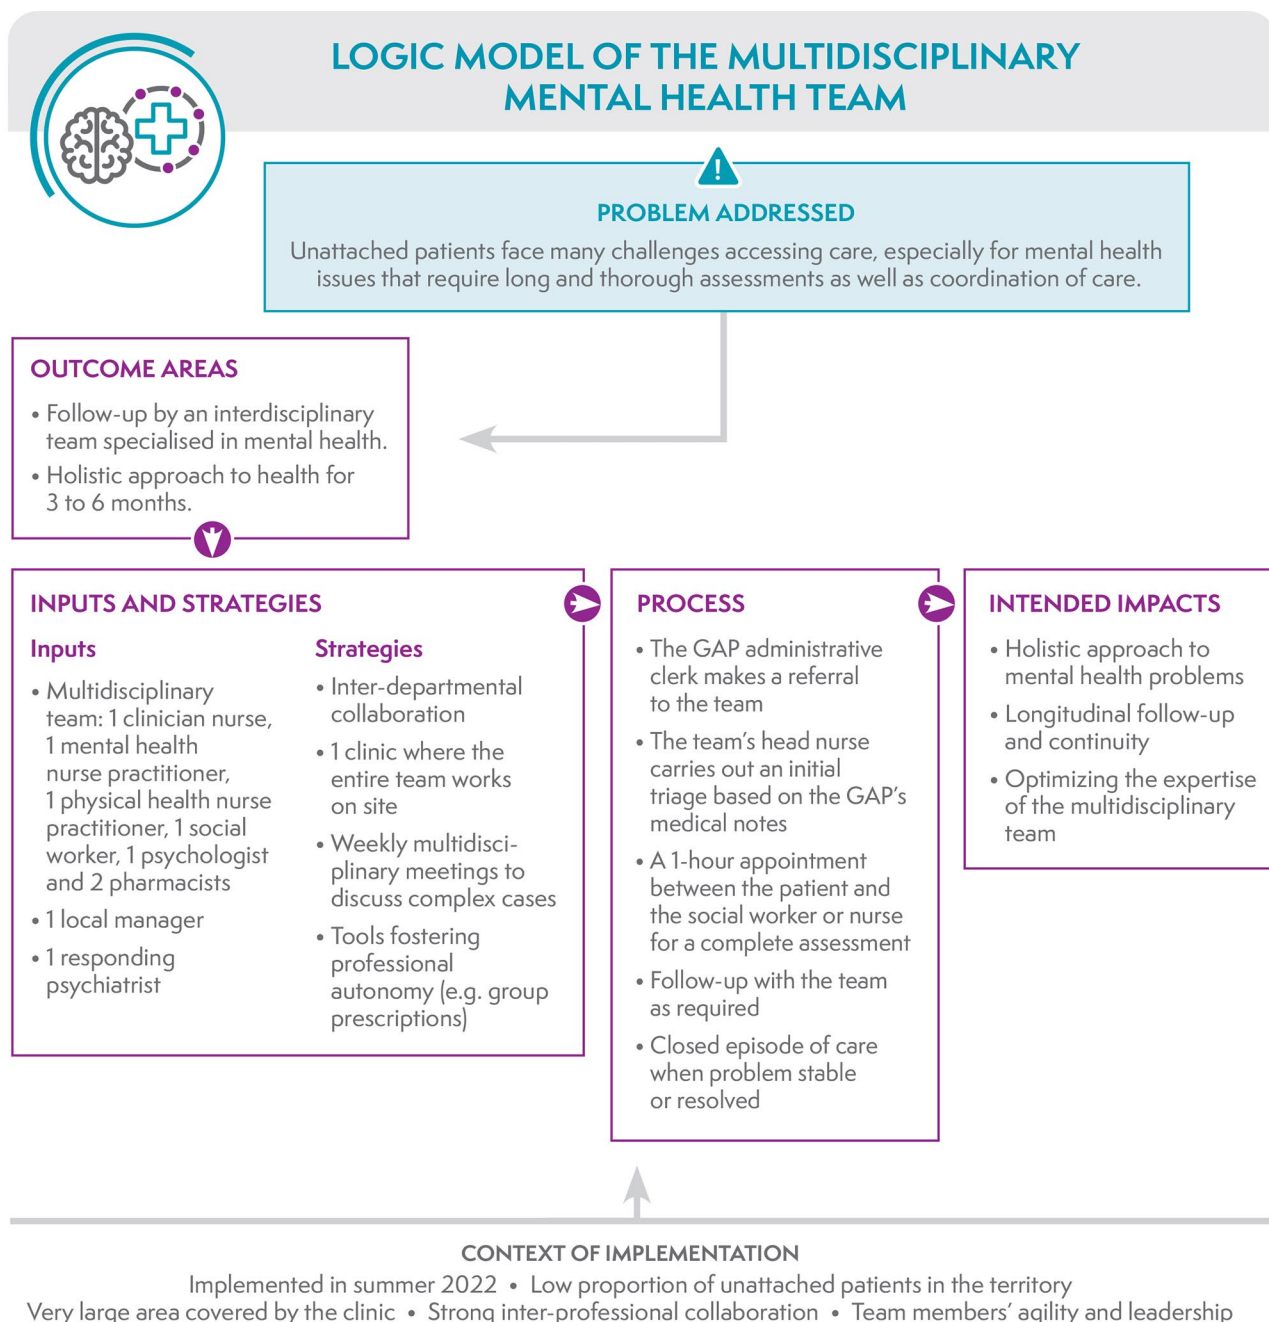 LOGIC MODEL OF THE MULTIDISCIPLINARY
MENTAL HEALTH TEAM
!
PROBLEM ADDRESSED
Unattached patients face many challenges accessing care, especially for mental health
issues that require long and thorough assessments as well as coordination of care.
OUTCOME AREAS
• Follow-up by an interdisciplinary
team specialised in mental health.
• Holistic approach to health for
3 to 6 months.
INPUTS AND STRATEGIES
Inputs
• Multidisciplinary
team: 1 clinician nurse,
1 mental health
nurse practitioner,
1 physical health nurse
practitioner, 1 social
worker, 1 psychologist
and 2 pharmacists
• 1 local manager
• 1 responding
psychiatrist
Strategies
• Inter-departmental
collaboration
• 1 clinic where the
entire team works
on site
• Weekly multidisci-
plinary meetings to
discuss complex cases
• Tools fostering
professional
autonomy (e.g. group
prescriptions)
PROCESS
• The GAP administrative
clerk makes a referral
to the team
• The team’s head nurse
carries out an initial
triage based on the GAP’s
medical notes
• A 1-hour appointment
between the patient and
the social worker or nurse
for a complete assessment
• Follow-up with the team
as required
• Closed episode of care
when problem stable
or resolved
INTENDED IMPACTS
• Holistic approach to
mental health problems
• Longitudinal follow-up
and continuity
• Optimizing the expertise
of the multidisciplinary
team
CONTEXT OF IMPLEMENTATION
Implemented in summer 2022 • Low proportion of unattached patients in the territory
Very large area covered by the clinic • Strong inter-professional collaboration • Team members’ agility and leadership